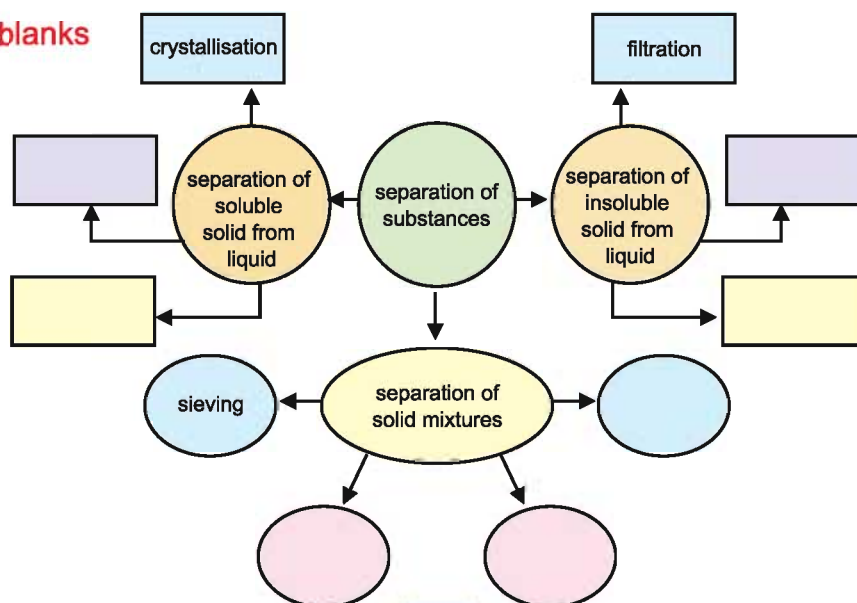 blanks
crystallisation
filtration
separation of
soluble
solid from
liquid
separation of
substances
separation of
insoluble
solid from
liquid
sieving
separation of
solid mixtures